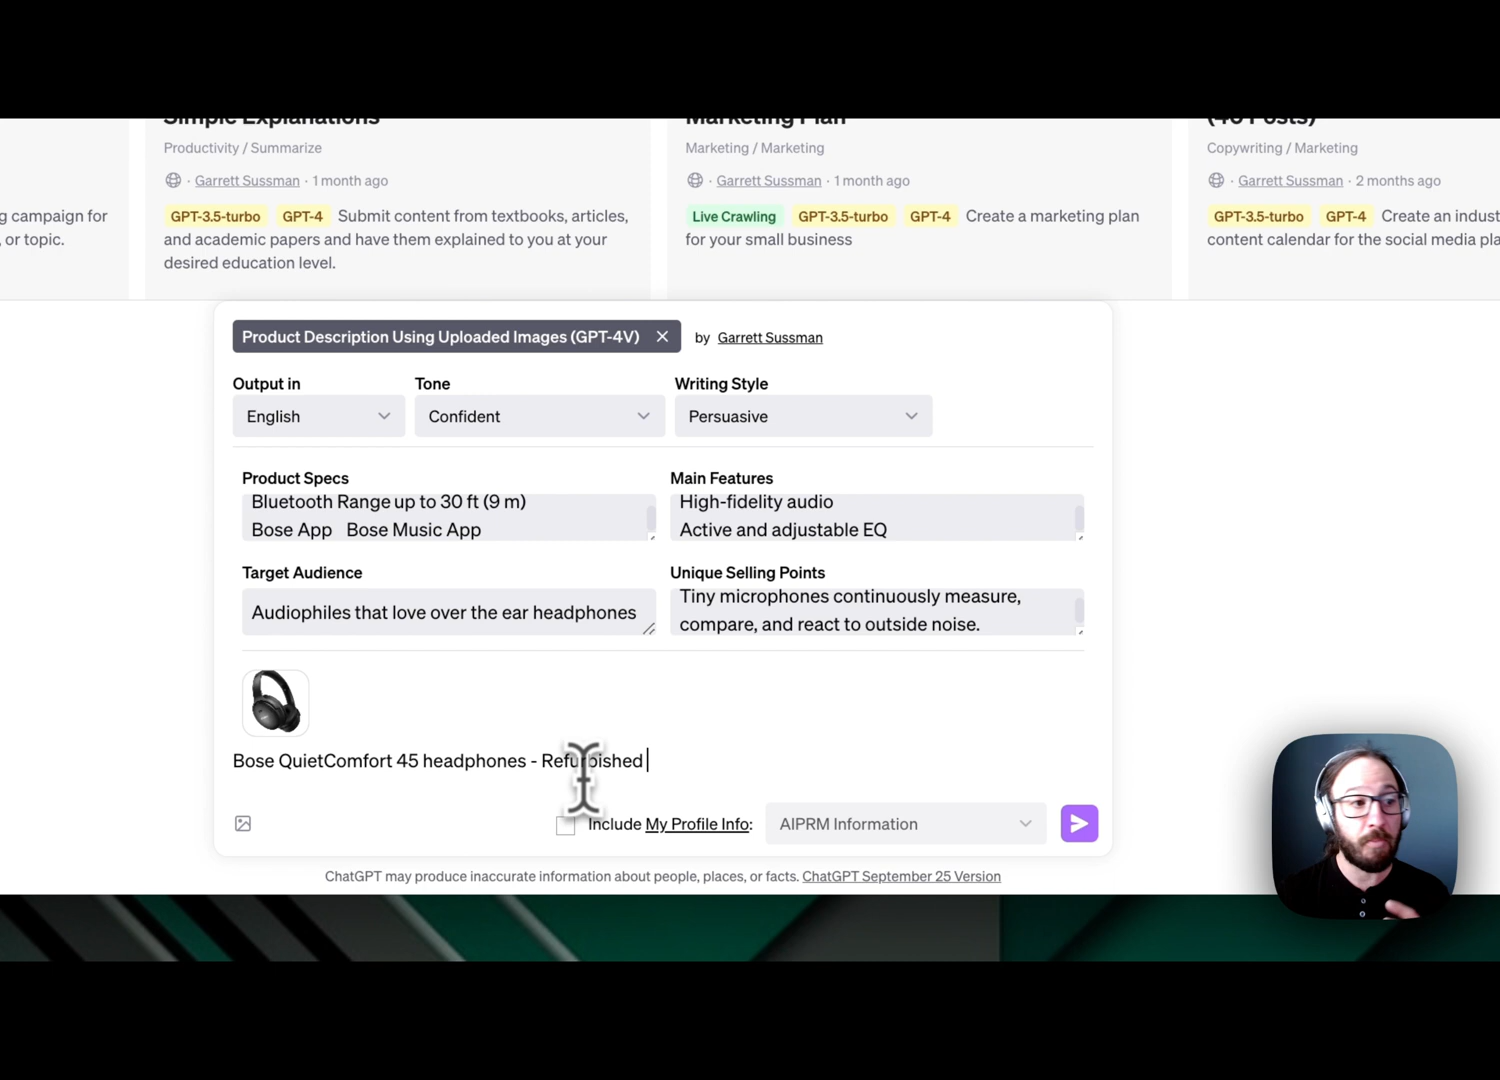 Simple Explanations
Marketing Plan
(40 Posts)
Productivity / Summarize
Marketing / Marketing
Copywriting / Marketing
· Garrett Sussman · 1 month ago
· Garrett Sussman · 1 month ago
· Garrett Sussman · 2 months ago
g campaign for
, or topic.
GPT-3.5-turbo GPT-4 Submit content from textbooks, articles,
and academic papers and have them explained to you at your
desired education level.
Live Crawling GPT-3.5-turbo GPT-4 Create a marketing plan
for your small business
GPT-3.5-turbo GPT-4 Create an indust
content calendar for the social media pla
Product Description Using Uploaded Images (GPT-4V) by Garrett Sussman
Output in Tone Writing Style
English Confident Persuasive
Product Specs
Bluetooth Range up to 30 ft (9 m)
Bose App Bose Music App
Main Features
High-fidelity audio
Active and adjustable EQ
Target Audience
Audiophiles that love over the ear headphones
Unique Selling Points
Tiny microphones continuously measure,
compare, and react to outside noise.
Bose QuietComfort 45 headphones - Refurbished
Include My Profile Info: AIPRM Information
ChatGPT may produce inaccurate information about people, places, or facts. ChatGPT September 25 Version